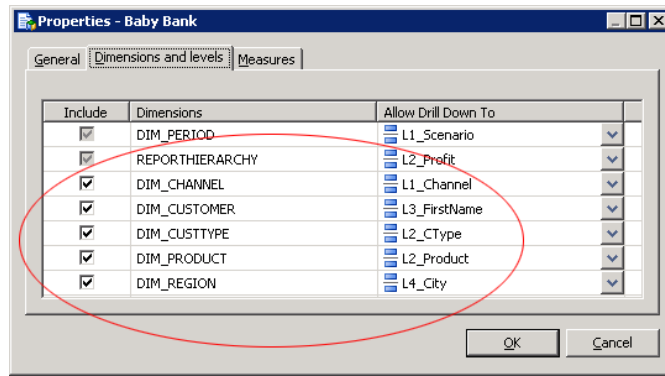 Properties - Baby Bank
General Dimensions and levels Measures
Include Dimensions Allow Drill Down To
DIM_PERIOD L1_Scenario
REPORTHIERARCHY L2_Profit
DIM_CHANNEL L1_Channel
DIM_CUSTOMER L3_FirstName
DIM_CUSTTYPE L2_CType
DIM_PRODUCT L2_Product
DIM_REGION L4_City
OK Cancel